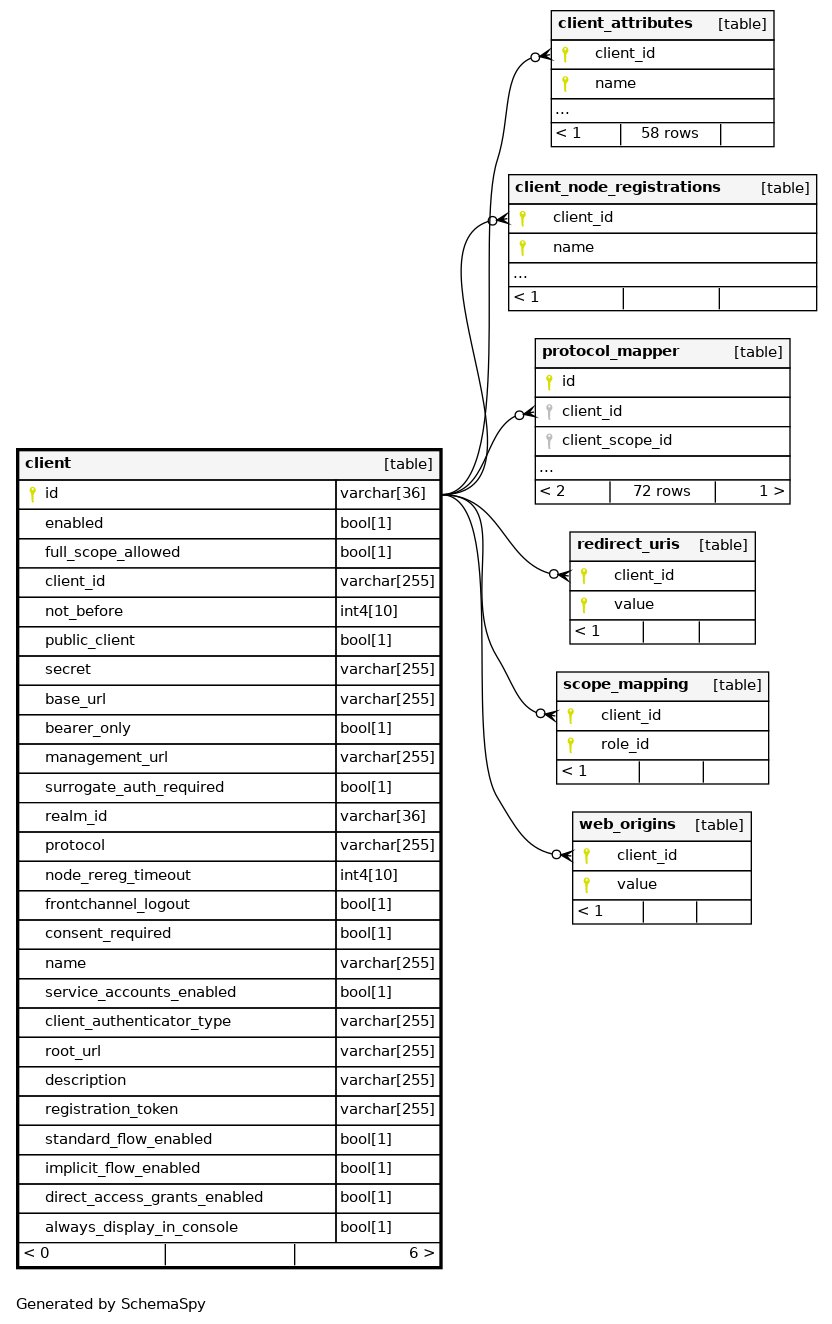 client_attributes [table]
client_id
name
...
< 1 58 rows
client_node_registrations [table]
client_id
name
...
< 1
protocol_mapper [table]
id
client_id
client_scope_id
...
< 2 72 rows 1 >
redirect_uris [table]
client_id
value
< 1
scope_mapping [table]
client_id
role_id
< 1
web_origins [table]
client_id
value
< 1
client [table]
id varchar[36]
enabled bool[1]
full_scope_allowed bool[1]
client_id varchar[255]
not_before int4[10]
public_client bool[1]
secret varchar[255]
base_url varchar[255]
bearer_only bool[1]
management_url varchar[255]
surrogate_auth_required bool[1]
realm_id varchar[36]
protocol varchar[255]
node_rereg_timeout int4[10]
frontchannel_logout bool[1]
consent_required bool[1]
name varchar[255]
service_accounts_enabled bool[1]
client_authenticator_type varchar[255]
root_url varchar[255]
description varchar[255]
registration_token varchar[255]
standard_flow_enabled bool[1]
implicit_flow_enabled bool[1]
direct_access_grants_enabled bool[1]
always_display_in_console bool[1]
< 0 6 >
Generated by SchemaSpy